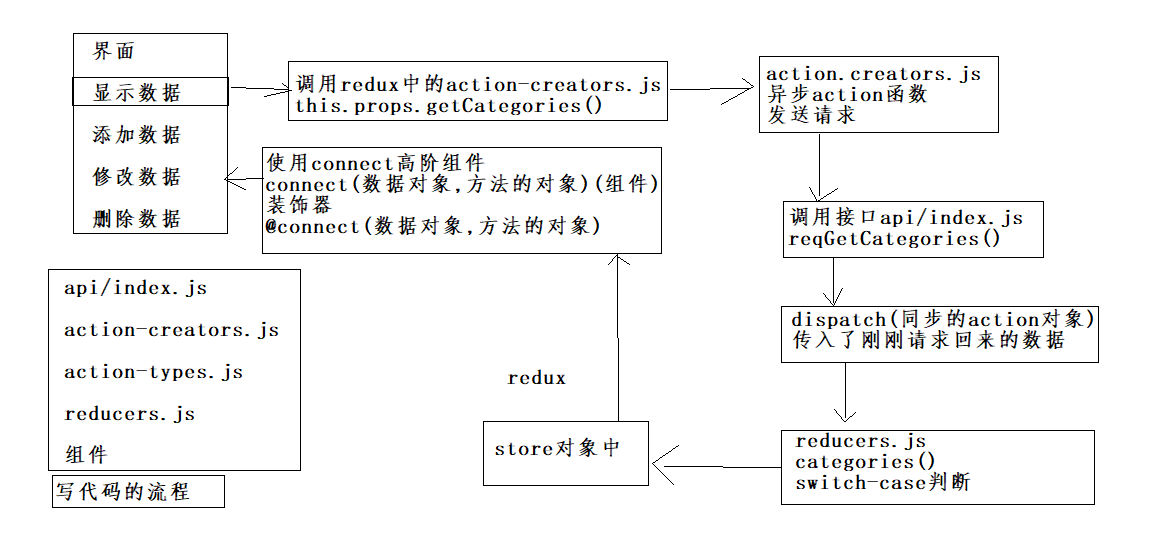 界面
显示数据
添加数据
修改数据
删除数据
调用redux中的action-creators.js
this.props.getCategories()
action.creators.js
异步action函数
发送请求
使用connect高阶组件
connect(数据对象,方法的对象)(组件)
装饰器
@connect(数据对象,方法的对象)
调用接口api/index.js
reqGetCategories()
dispatch(同步的action对象)
传入了刚刚请求回来的数据
reducers.js
categories()
switch-case判断
store对象中
redux
api/index.js
action-creators.js
action-types.js
reducers.js
组件
写代码的流程